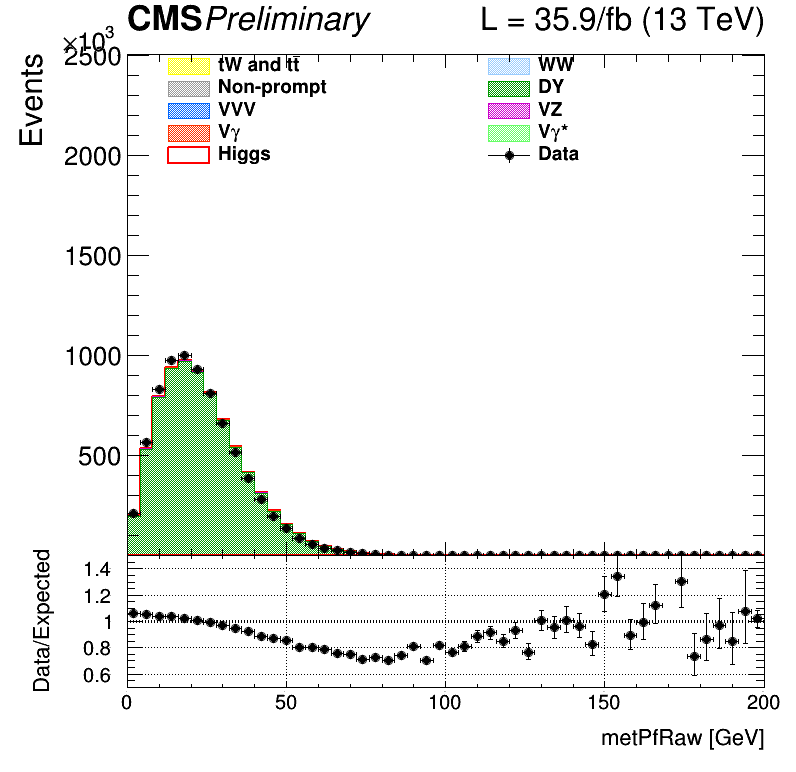 CMS Preliminary L = 35.9/fb (13 TeV)
×10³
Events
2500
2000
1500
1000
500
tW and tt̄
Non-prompt
VVV
Vγ
Higgs
WW
DY
VZ
Vγ*
Data
Data/Expected
1.4
1.2
1
0.8
0.6
0 50 100 150 200
metPfRaw [GeV]